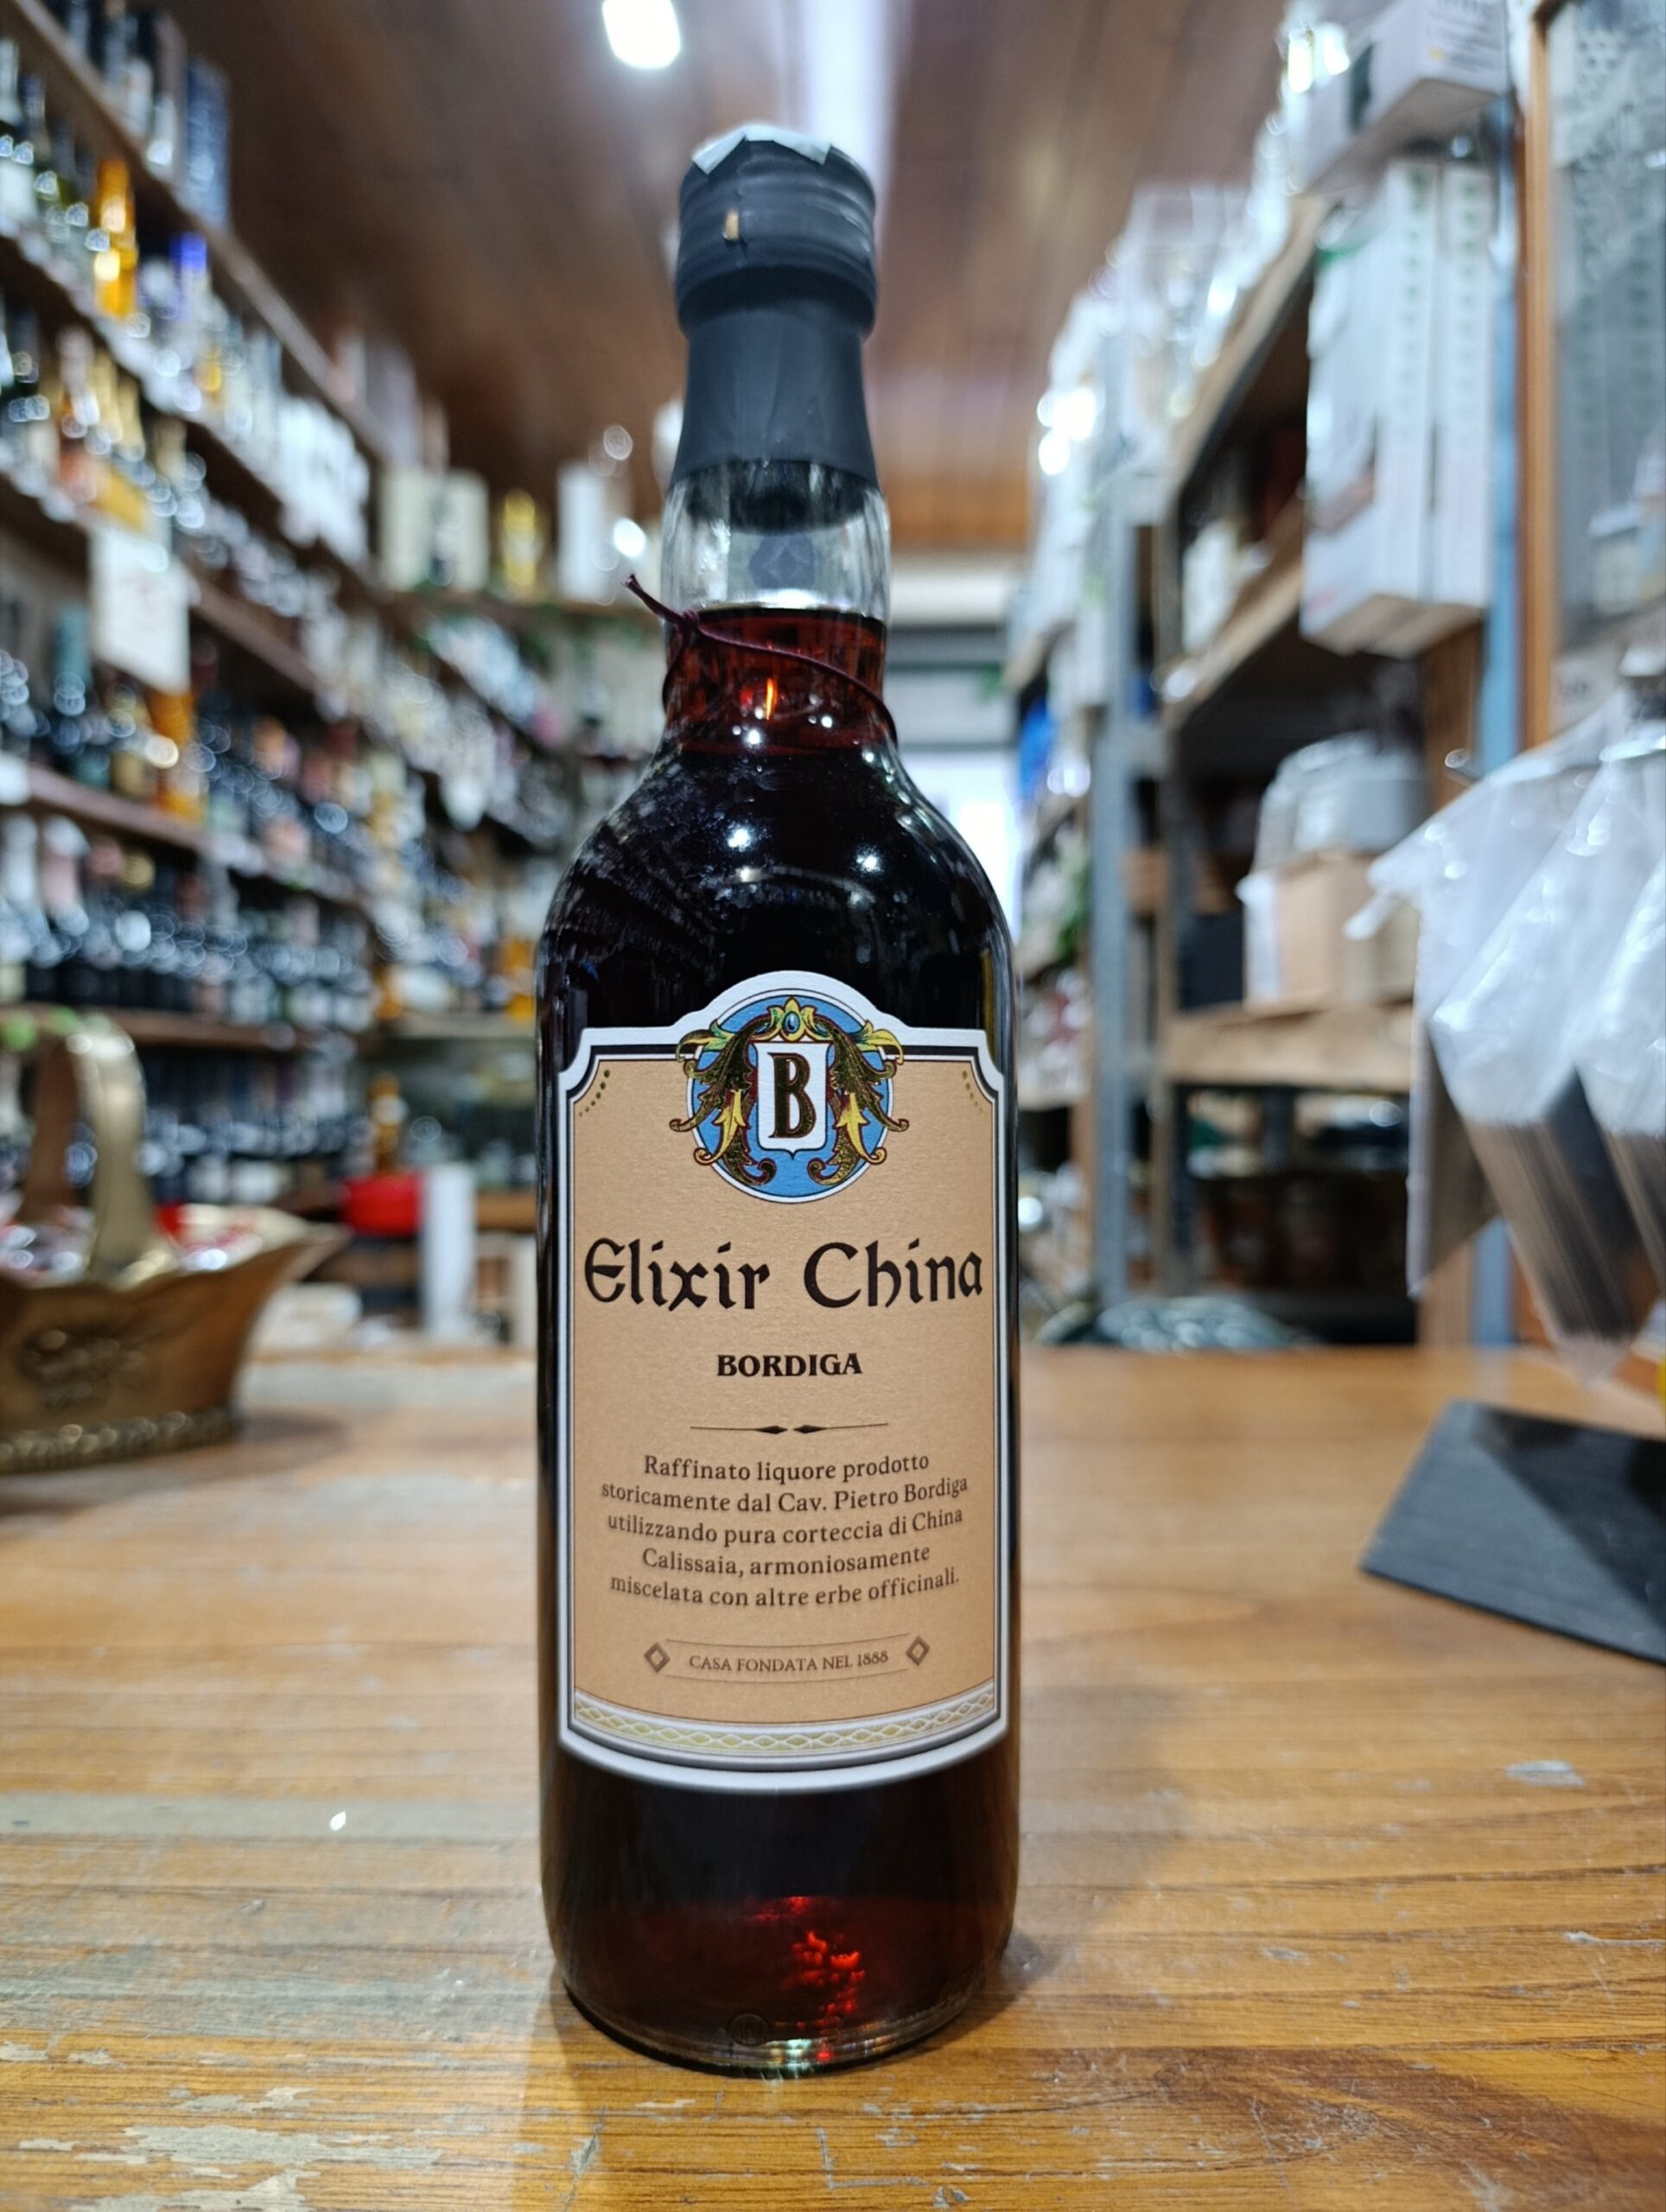 B
Elixir China
BORDIGA
Raffinato liquore prodotto
storicamente dal Cav. Pietro Bordiga
utilizzando pura corteccia di China
Calissaia, armoniosamente
miscelata con altre erbe officinali.
CASA FONDATA NEL 1888